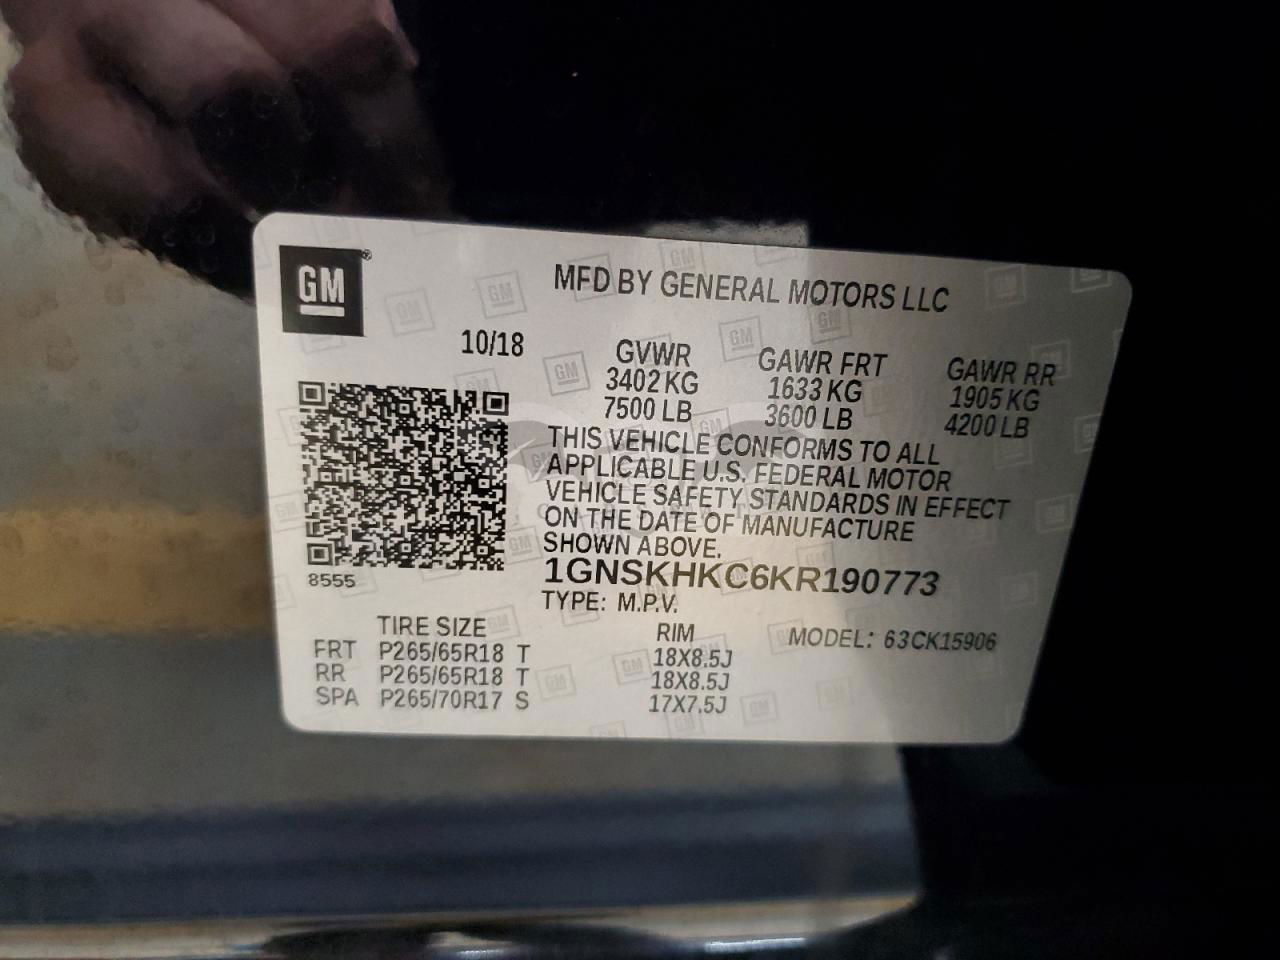 GM
MFD BY GENERAL MOTORS LLC
10/18
GVWR GAWR FRT GAWR RR
3402 KG 1633 KG 1905 KG
7500 LB 3600 LB 4200 LB
THIS VEHICLE CONFORMS TO ALL
APPLICABLE U.S. FEDERAL MOTOR
VEHICLE SAFETY STANDARDS IN EFFECT
ON THE DATE OF MANUFACTURE
SHOWN ABOVE.
8555
1GNSKHKC6KR190773
TYPE: M.P.V.
TIRE SIZE RIM MODEL: 63CK15906
FRT P265/65R18 T 18X8.5J
RR P265/65R18 T 18X8.5J
SPA P265/70R17 S 17X7.5J